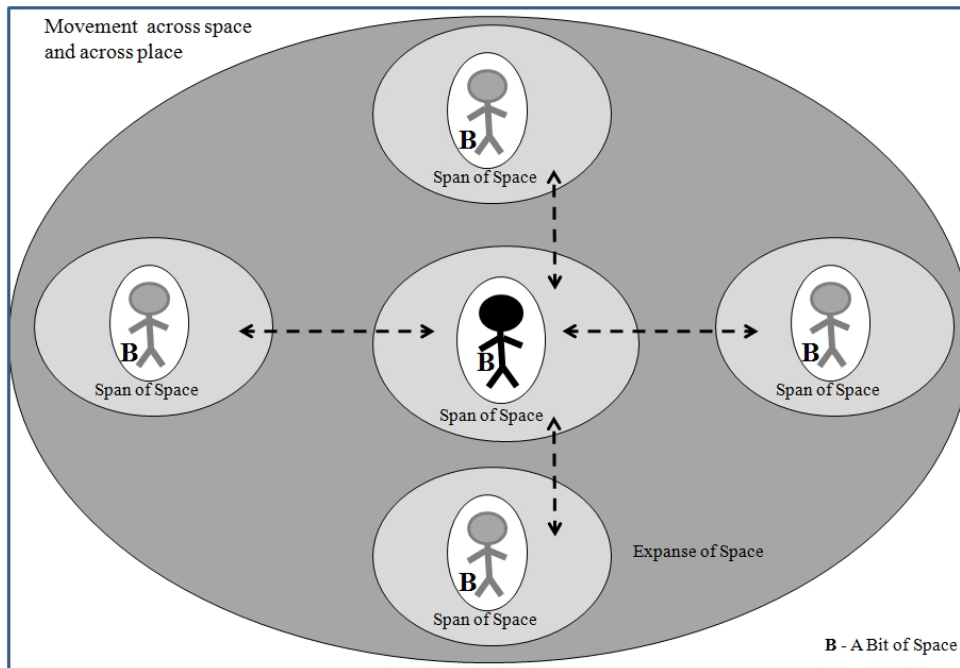 Movement across space
and across place
B
Span of Space
B
Span of Space
B
Span of Space
B
Span of Space
B
Span of Space
Expanse of Space
B - A Bit of Space